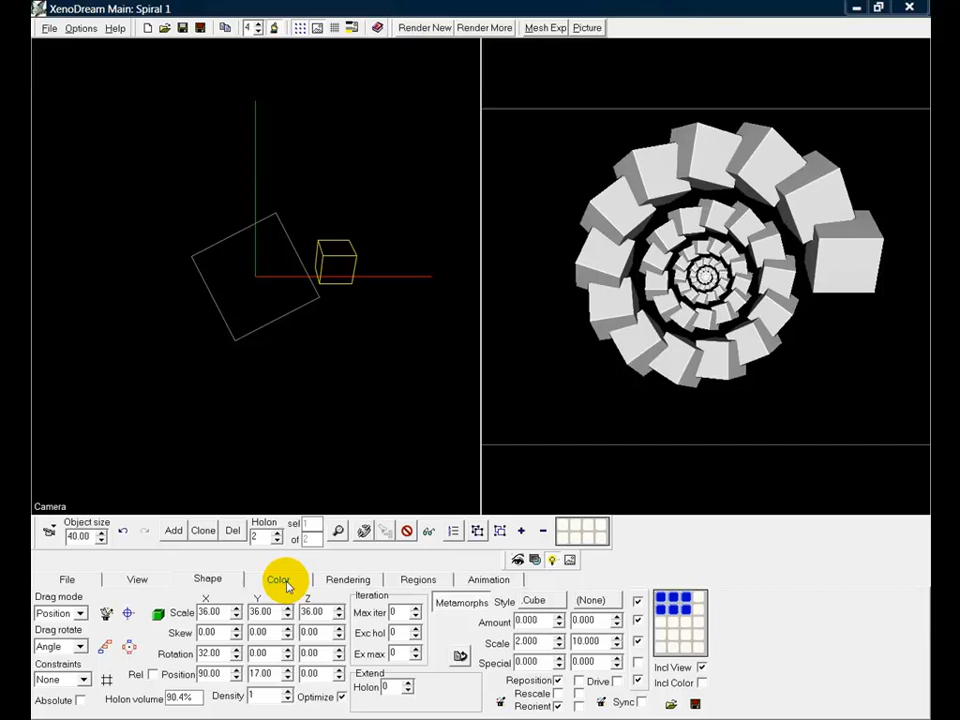 XenoDream Main: Spiral 1
File Options Help 4 Render New Render More Mesh Exp Picture
Camera
Object size Holon sel 1
40.00 Add Clone Del 2 of 2
File View Shape Color Rendering Regions Animation
Drag mode X Y Z Iteration
Position Scale 36.00 36.00 36.00 Max iter 0 Metamorphs Style .Cube (None)
Drag rotate Skew 0.00 0.00 0.00 Exc hol 0 Amount 0.000 0.000
Angle Rotation 32.00 0.00 0.00 Ex max 0 Scale 2.000 10.000
Constraints Special 0.000 0.000 Incl View
None Rel Position 90.00 17.00 0.00 Extend Reposition Drive Incl Color
Absolute Holon volume 90.4% Density 1 Optimize Holon 0 Rescale
Reorient Sync